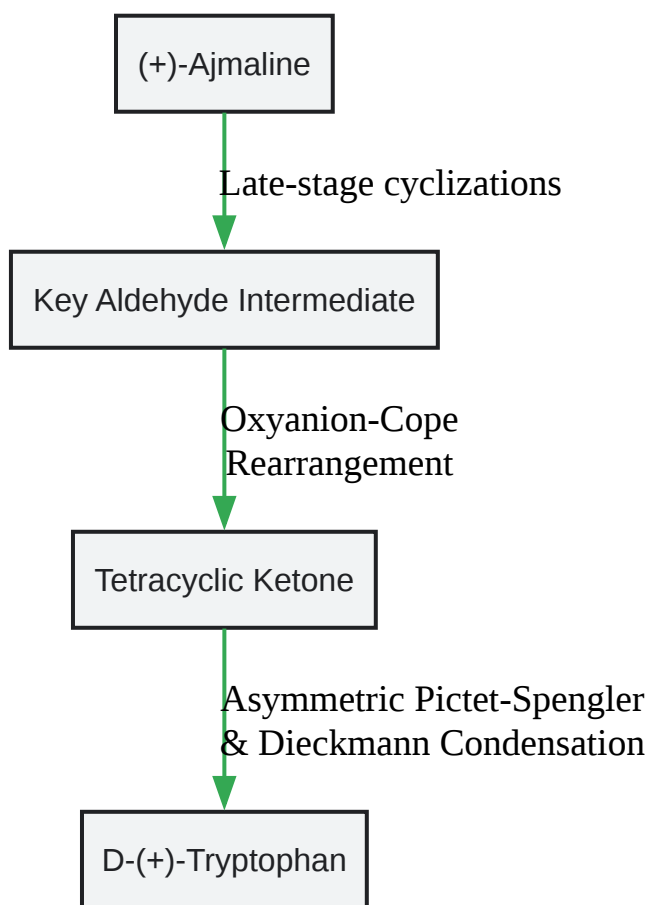 (+)-Ajmaline
Late-stage cyclizations
Key Aldehyde Intermediate
Oxyanion-Cope
Rearrangement
Tetracyclic Ketone
Asymmetric Pictet-Spengler
& Dieckmann Condensation
D-(+)-Tryptophan